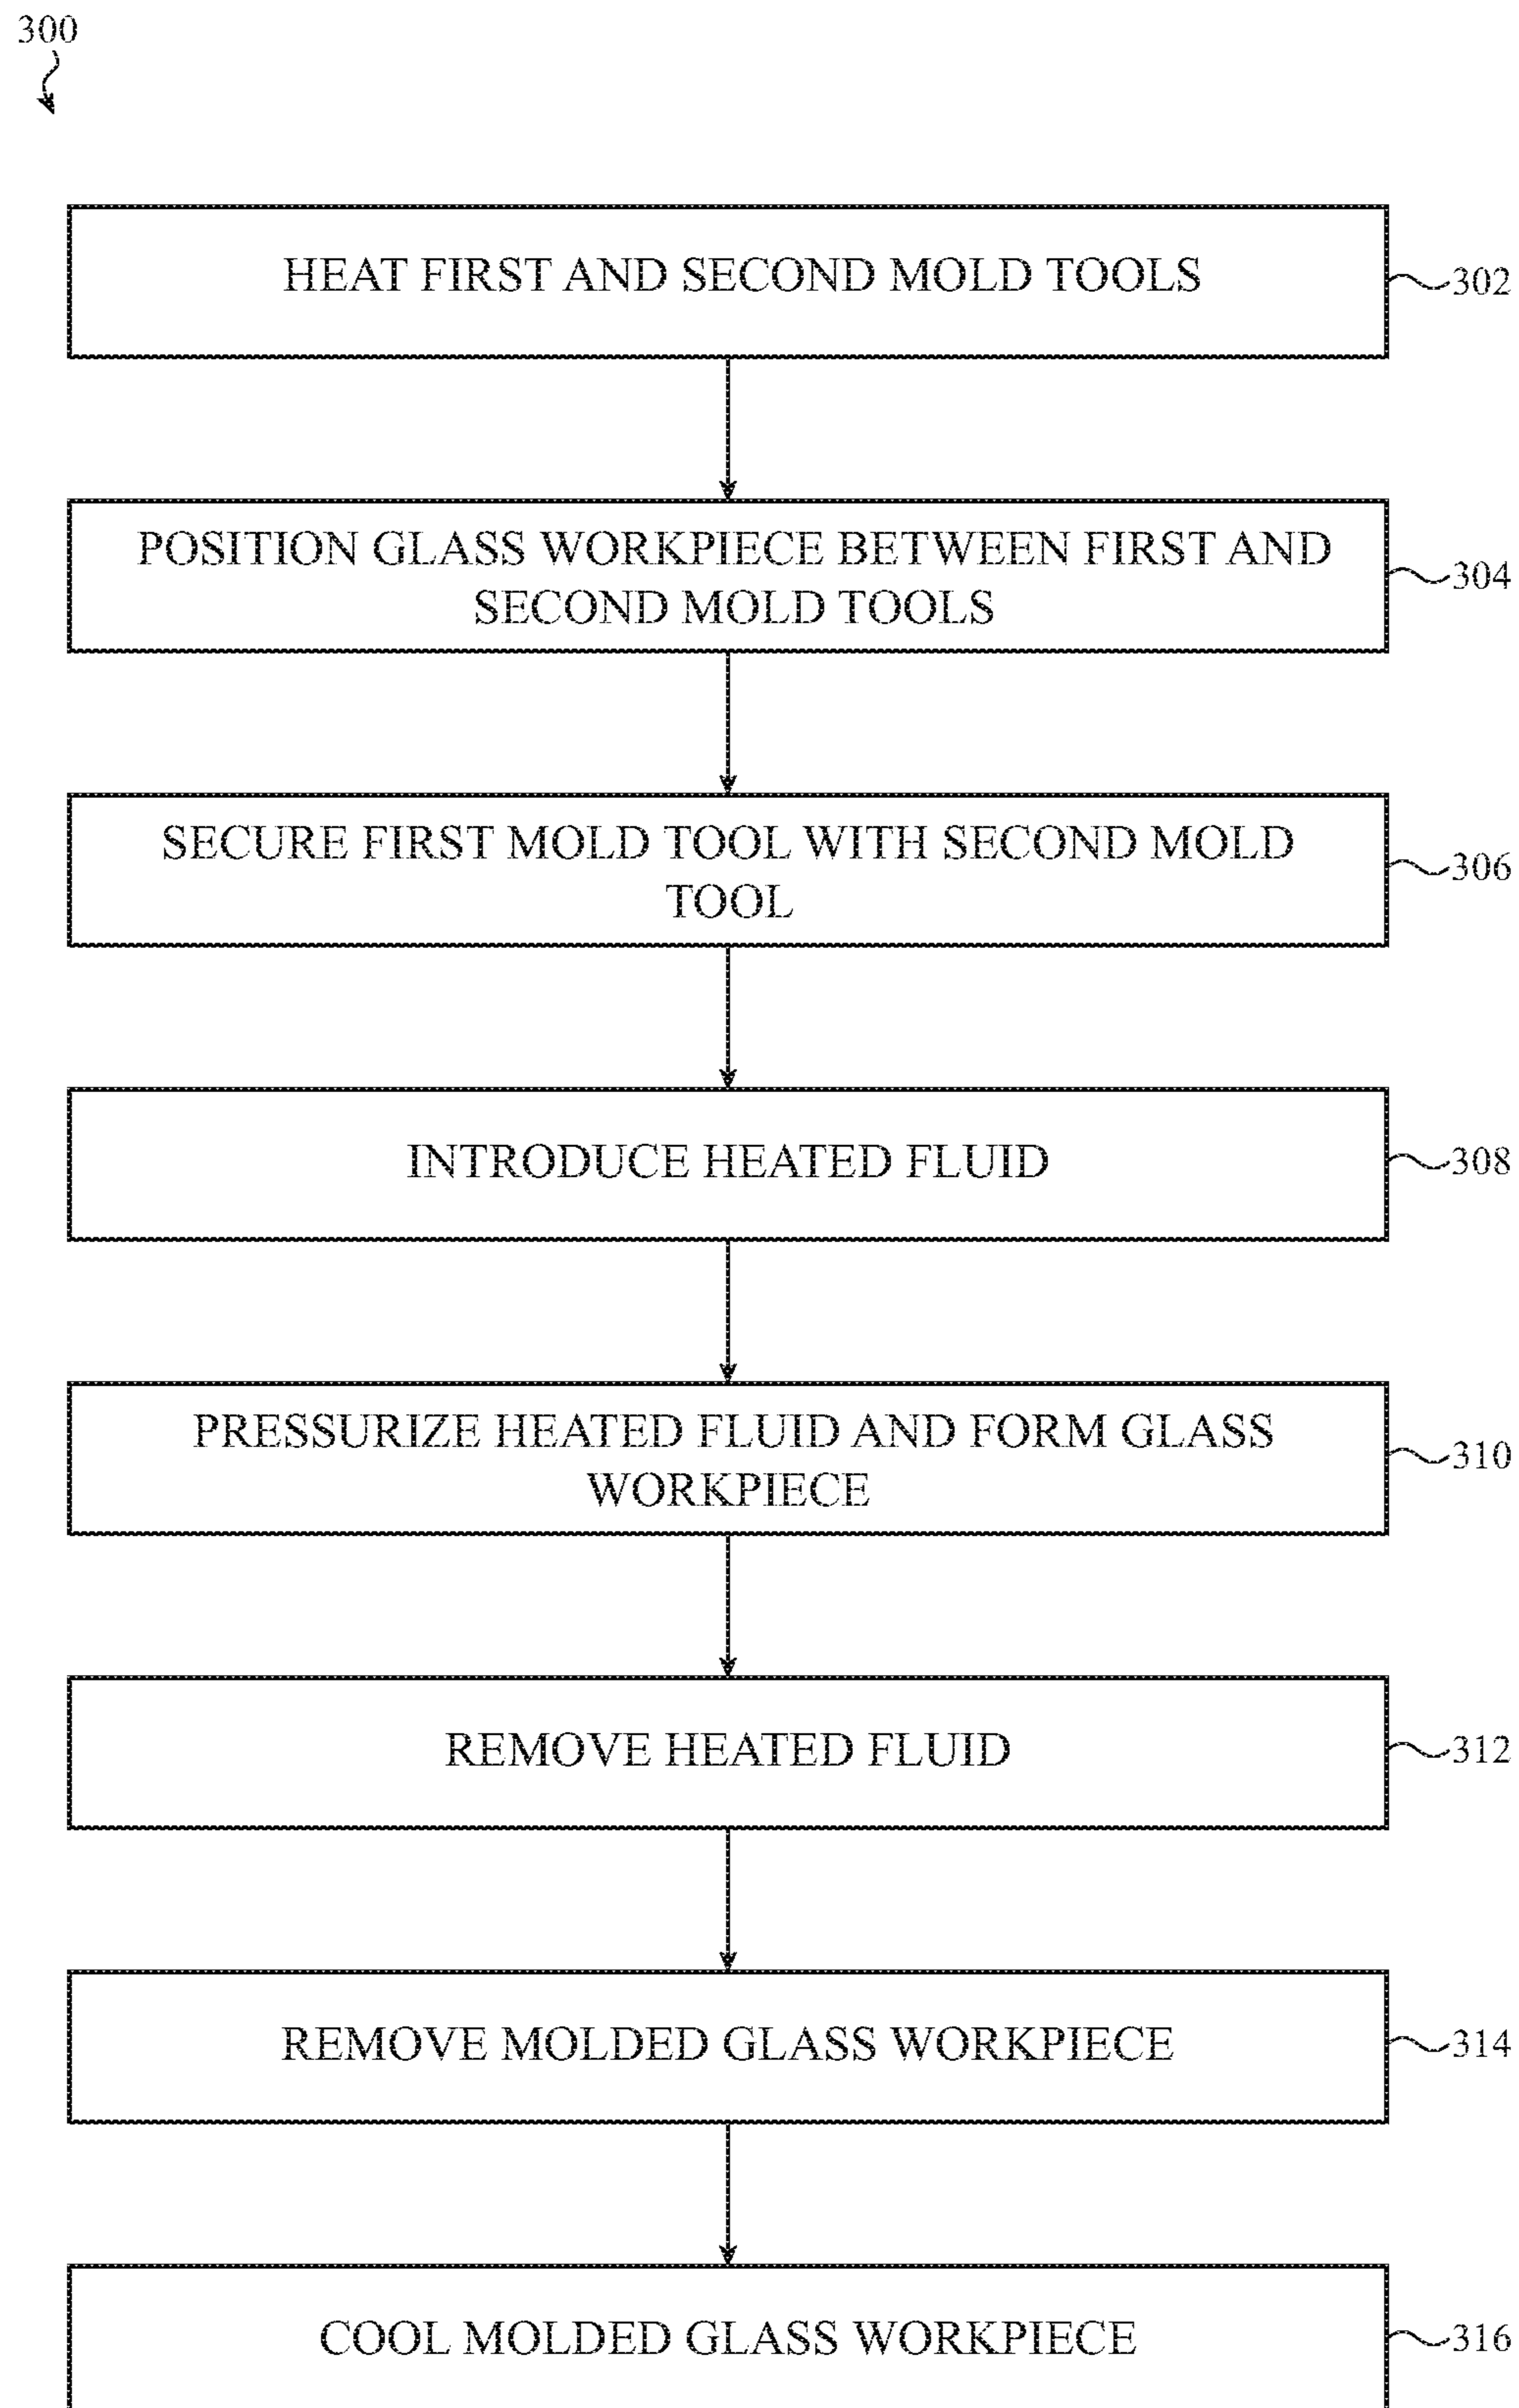 300
HEAT FIRST AND SECOND MOLD TOOLS
302
POSITION GLASS WORKPIECE BETWEEN FIRST AND
SECOND MOLD TOOLS
304
SECURE FIRST MOLD TOOL WITH SECOND MOLD
TOOL
306
INTRODUCE HEATED FLUID
308
PRESSURIZE HEATED FLUID AND FORM GLASS
WORKPIECE
310
REMOVE HEATED FLUID
312
REMOVE MOLDED GLASS WORKPIECE
314
COOL MOLDED GLASS WORKPIECE
316